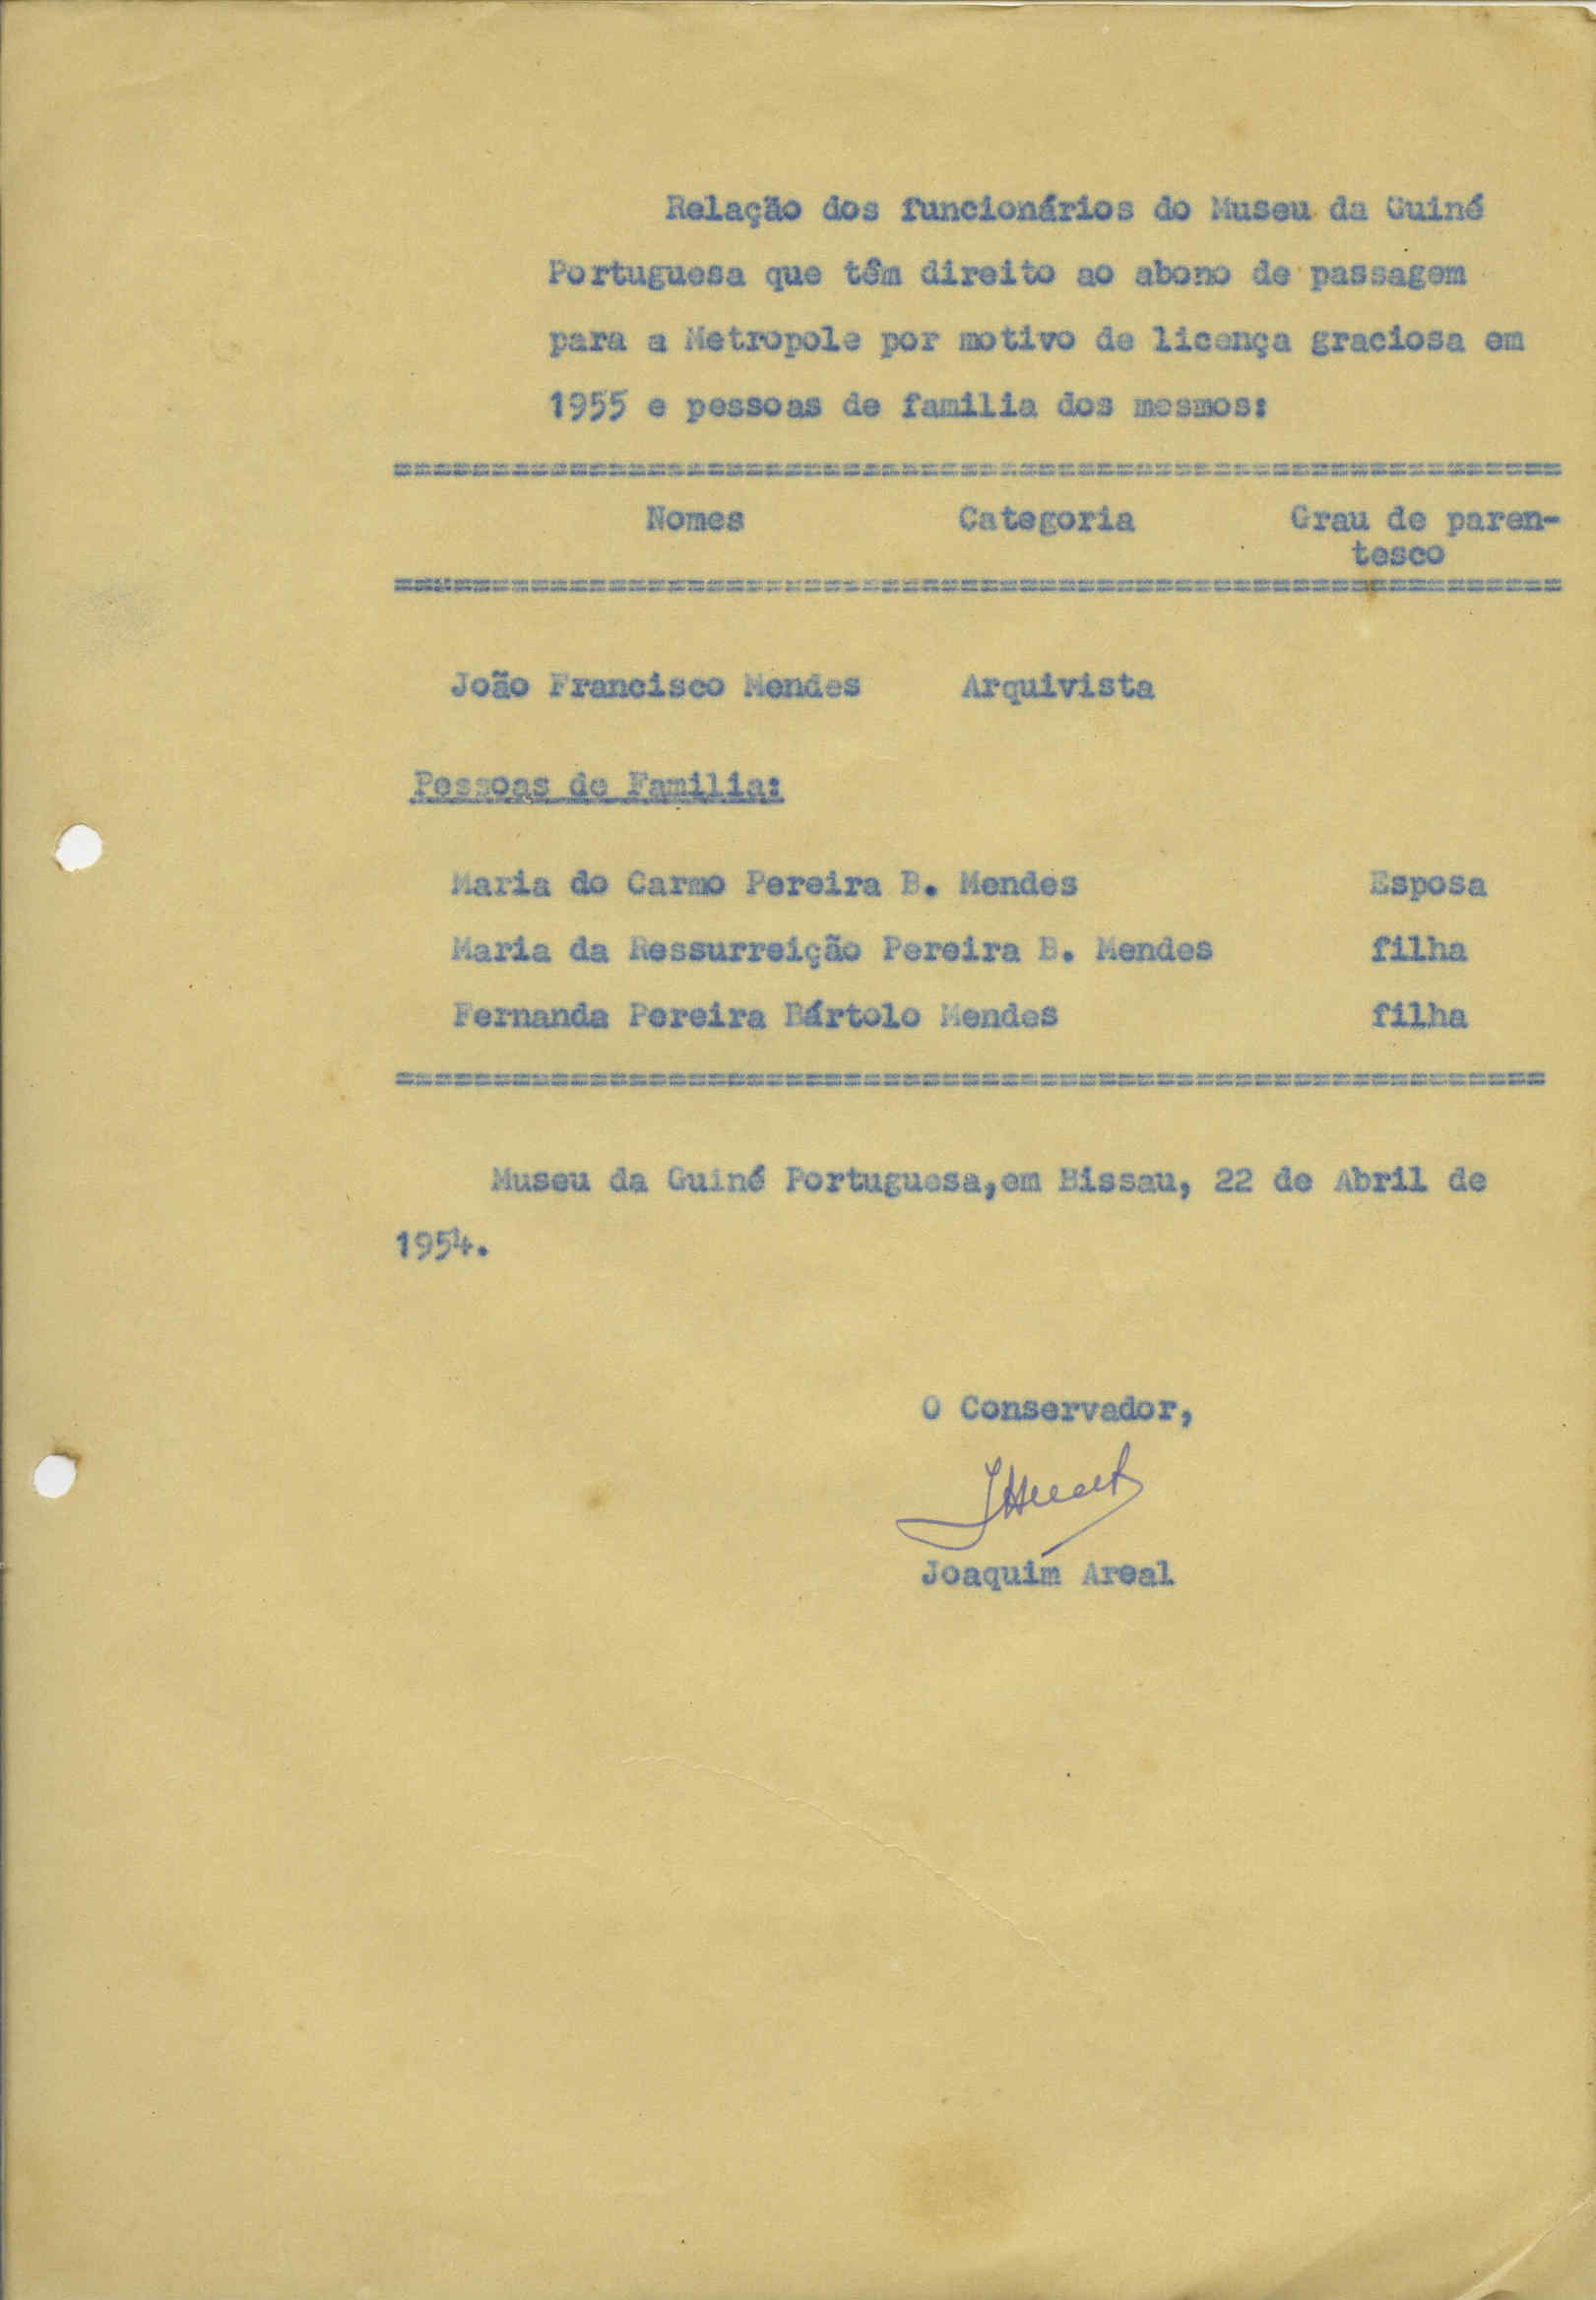 Relação dos funcionários do Museu da Guiné
Portuguesa que têm direito ao abono de passagem
para a Metropole por motivo de licença graciosa em
1955 e pessoas de familia dos mesmos:
============================================================
Nomes Categoria Grau de paren-
tesco
============================================================
João Francisco Mendes Arquivista
Pessoas de Familia:
Maria do Carmo Pereira B. Mendes Esposa
Maria da Ressurreição Pereira B. Mendes filha
Fernanda Pereira Bártolo Mendes filha
===========================================================
Museu da Guiné Portuguesa,em Bissau, 22 de Abril de
1954.
O Conservador,
Joaquim Areal